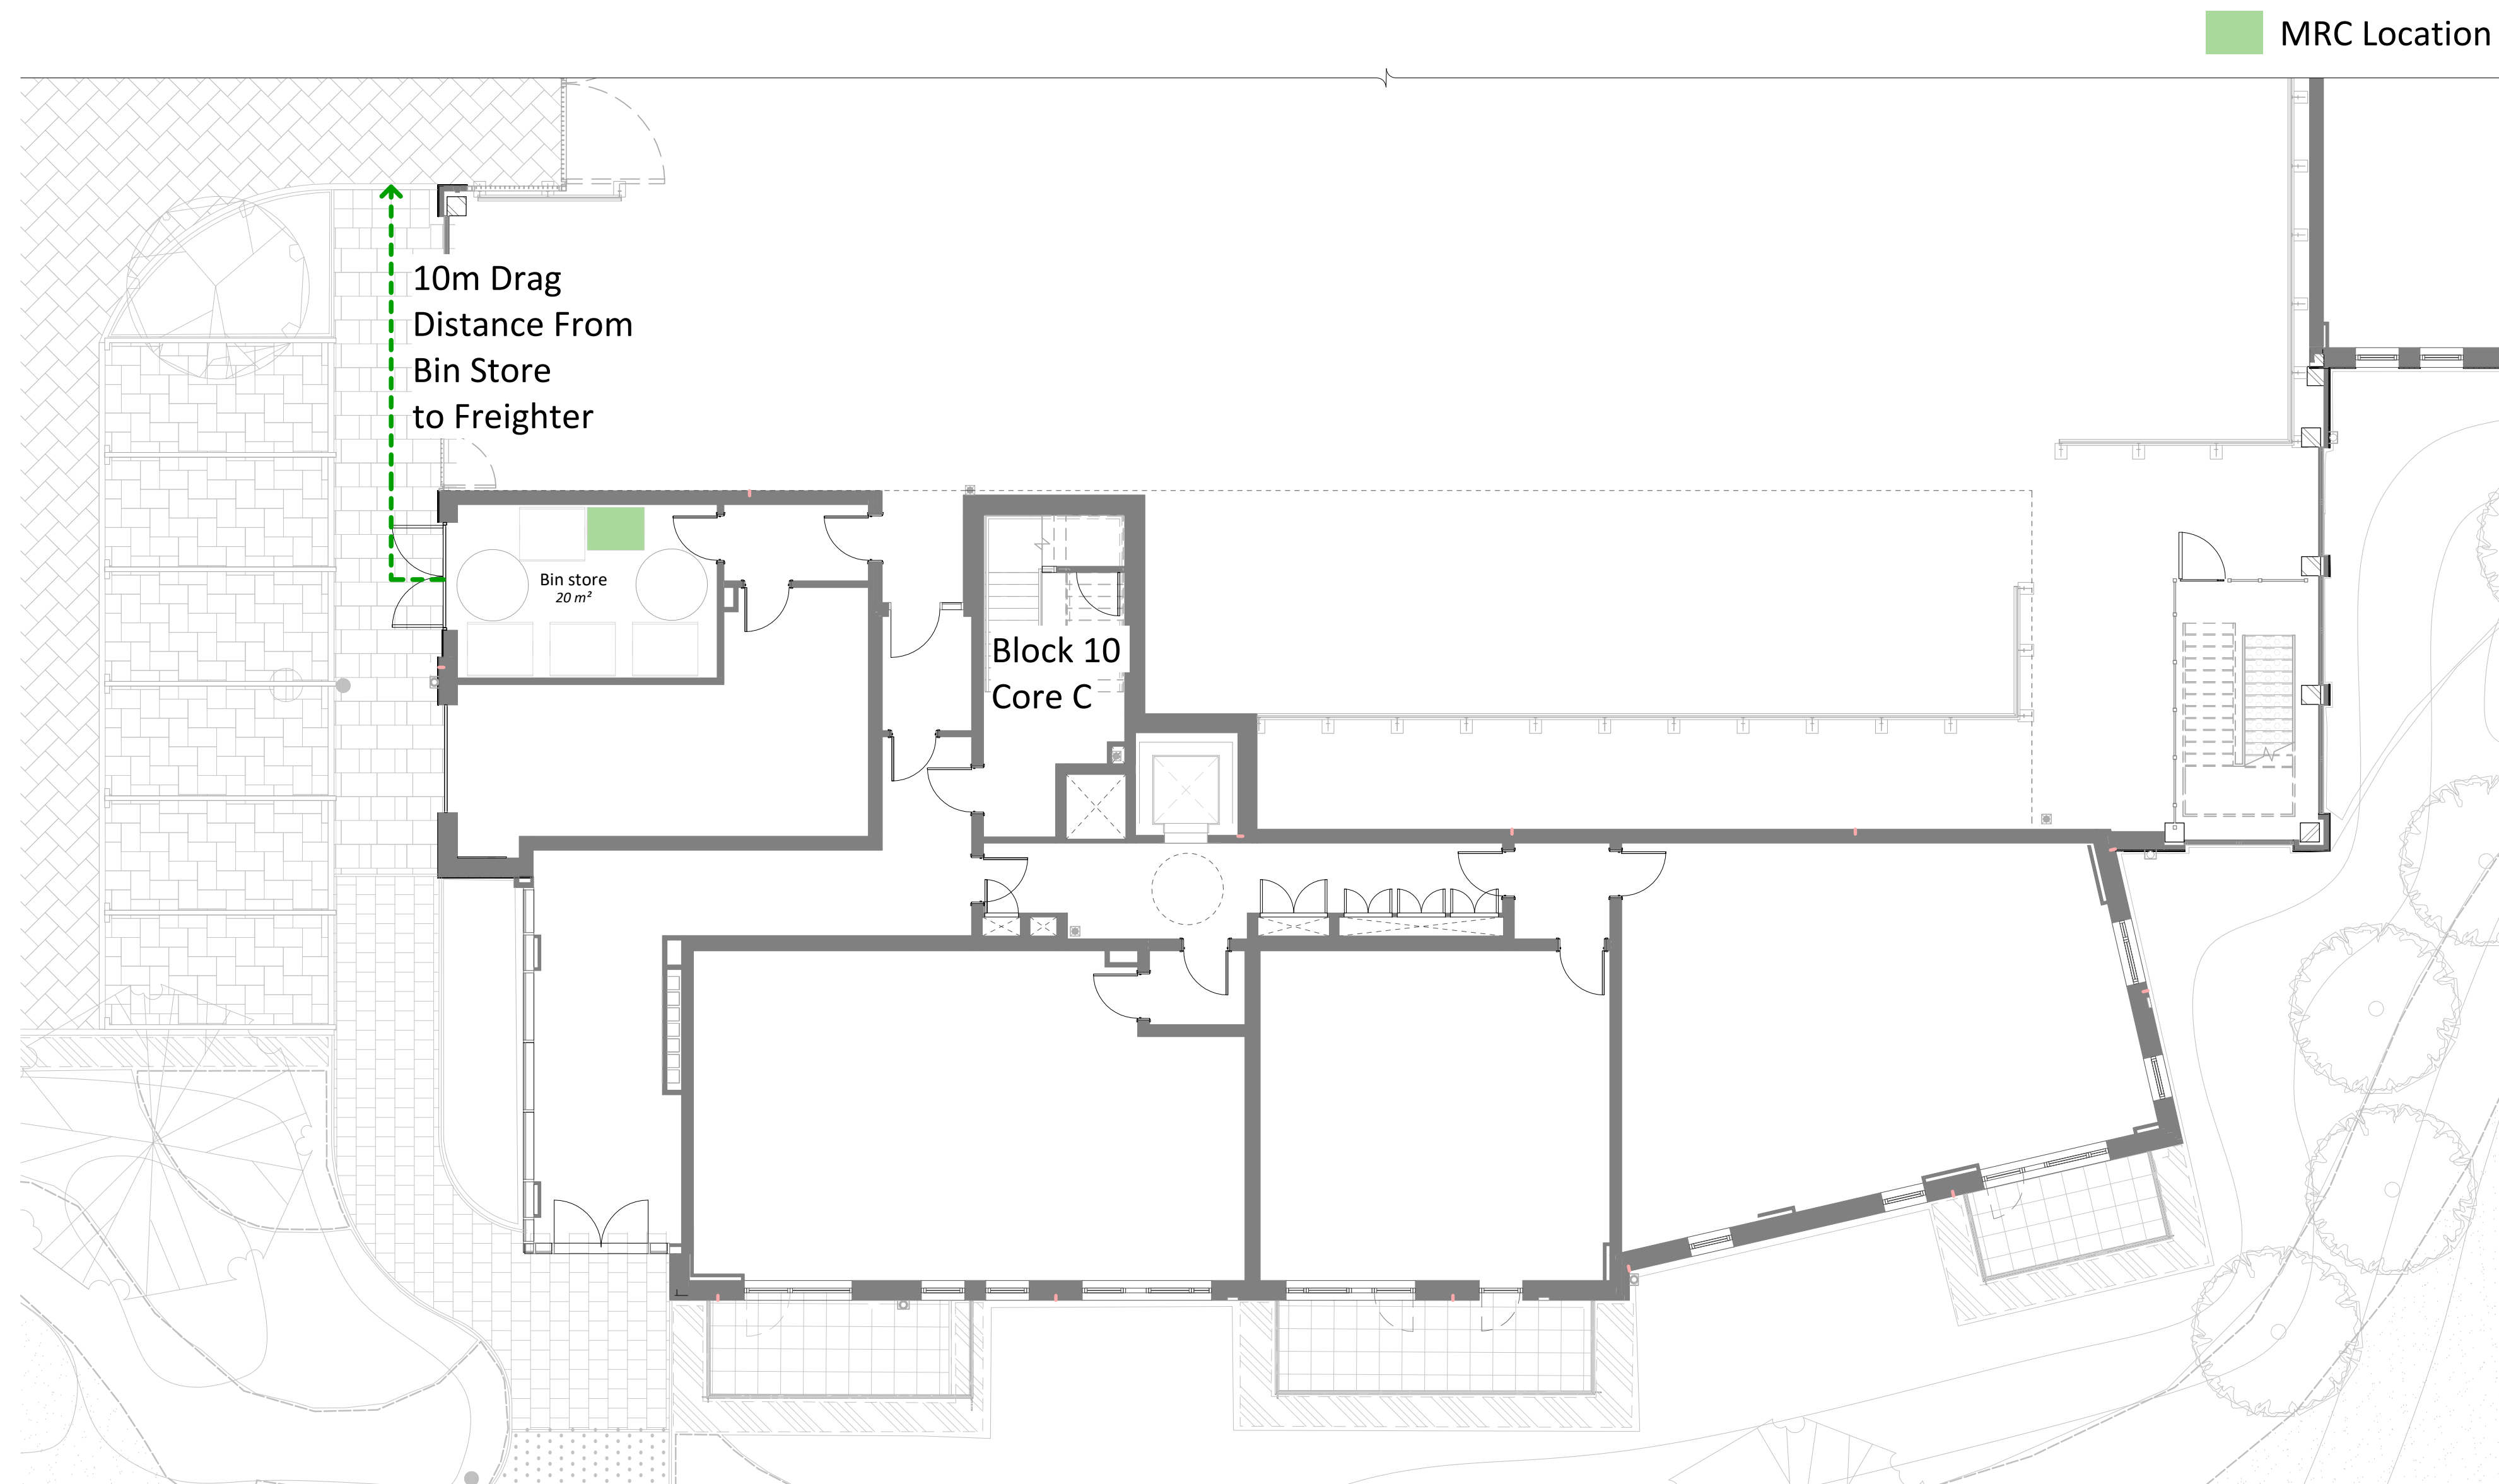 MRC Location
10m Drag
Distance From
Bin Store
to Freighter
Bin store
20 m²
Block 10
Core C